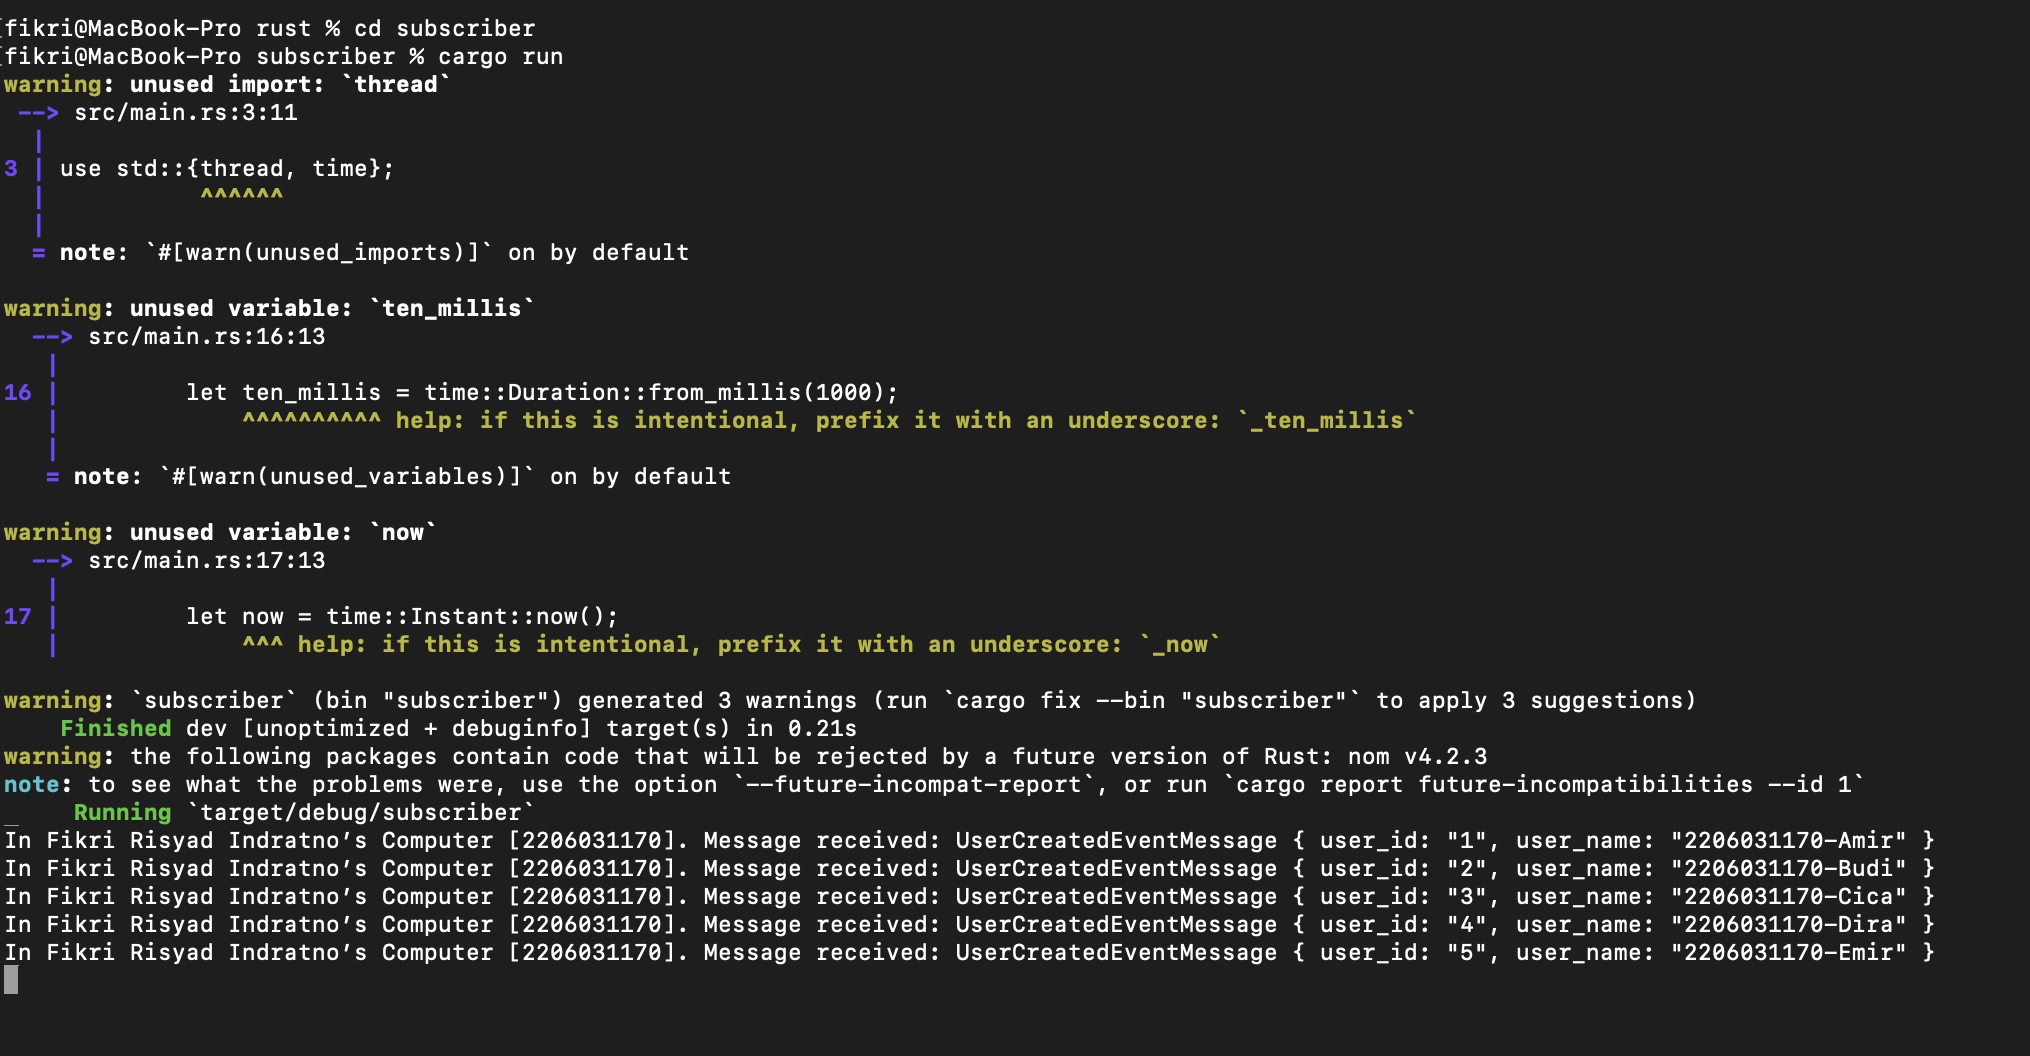 fikri@MacBook-Pro rust % cd subscriber
fikri@MacBook-Pro subscriber % cargo run
warning: unused import: `thread`
 --> src/main.rs:3:11
  |
3 | use std::{thread, time};
  |           ^^^^^^
  |
  = note: `#[warn(unused_imports)]` on by default

warning: unused variable: `ten_millis`
  --> src/main.rs:16:13
   |
16 |         let ten_millis = time::Duration::from_millis(1000);
   |             ^^^^^^^^^^ help: if this is intentional, prefix it with an underscore: `_ten_millis`
   |
   = note: `#[warn(unused_variables)]` on by default

warning: unused variable: `now`
  --> src/main.rs:17:13
   |
17 |         let now = time::Instant::now();
   |             ^^^ help: if this is intentional, prefix it with an underscore: `_now`

warning: `subscriber` (bin "subscriber") generated 3 warnings (run `cargo fix --bin "subscriber"` to apply 3 suggestions)
    Finished dev [unoptimized + debuginfo] target(s) in 0.21s
warning: the following packages contain code that will be rejected by a future version of Rust: nom v4.2.3
note: to see what the problems were, use the option `--future-incompat-report`, or run `cargo report future-incompatibilities --id 1`
_    Running `target/debug/subscriber`
In Fikri Risyad Indratno’s Computer [2206031170]. Message received: UserCreatedEventMessage { user_id: "1", user_name: "2206031170-Amir" }
In Fikri Risyad Indratno’s Computer [2206031170]. Message received: UserCreatedEventMessage { user_id: "2", user_name: "2206031170-Budi" }
In Fikri Risyad Indratno’s Computer [2206031170]. Message received: UserCreatedEventMessage { user_id: "3", user_name: "2206031170-Cica" }
In Fikri Risyad Indratno’s Computer [2206031170]. Message received: UserCreatedEventMessage { user_id: "4", user_name: "2206031170-Dira" }
In Fikri Risyad Indratno’s Computer [2206031170]. Message received: UserCreatedEventMessage { user_id: "5", user_name: "2206031170-Emir" }